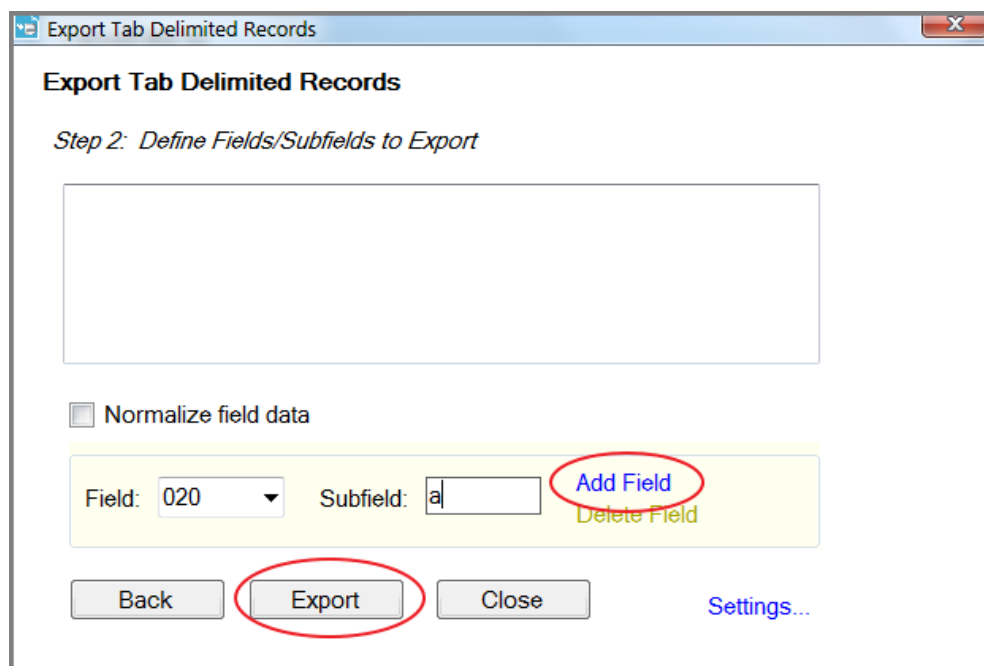 Export Tab Delimited Records
Export Tab Delimited Records
Step 2: Define Fields/Subfields to Export
Normalize field data
Field: 020 Subfield: a Add Field
Delete Field
Back Export Close Settings...